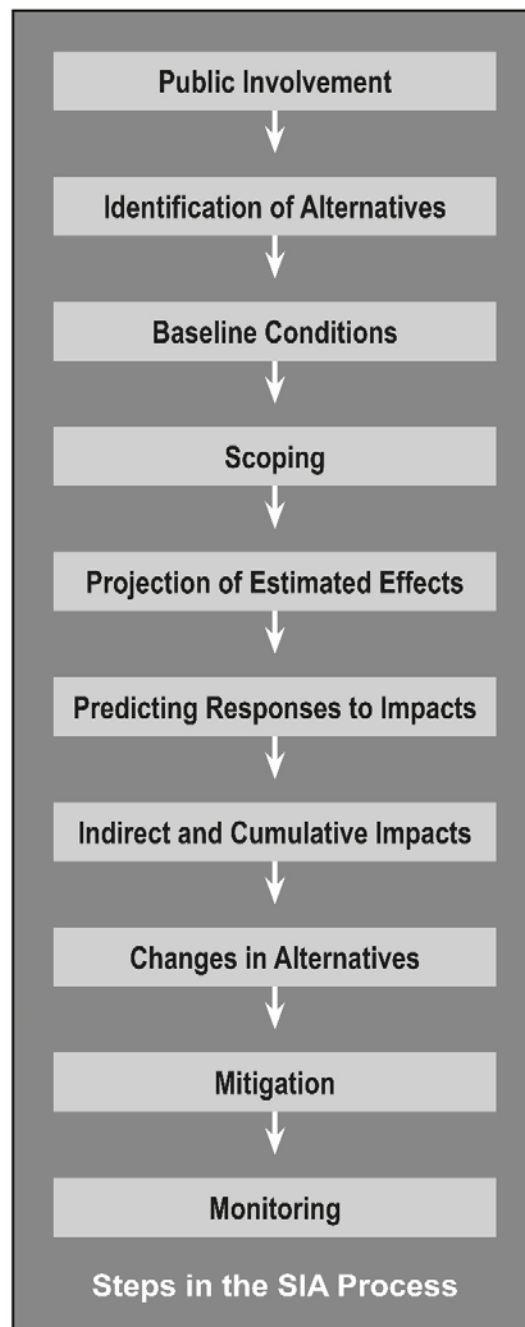 Public Involvement
Identification of Alternatives
Baseline Conditions
Scoping
Projection of Estimated Effects
Predicting Responses to Impacts
Indirect and Cumulative Impacts
Changes in Alternatives
Mitigation
Monitoring
Steps in the SIA Process